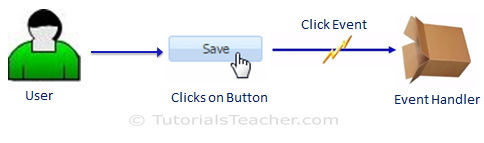 Click Event
Save
User
Clicks on Button
Event Handler
© TutorialsTeacher.com